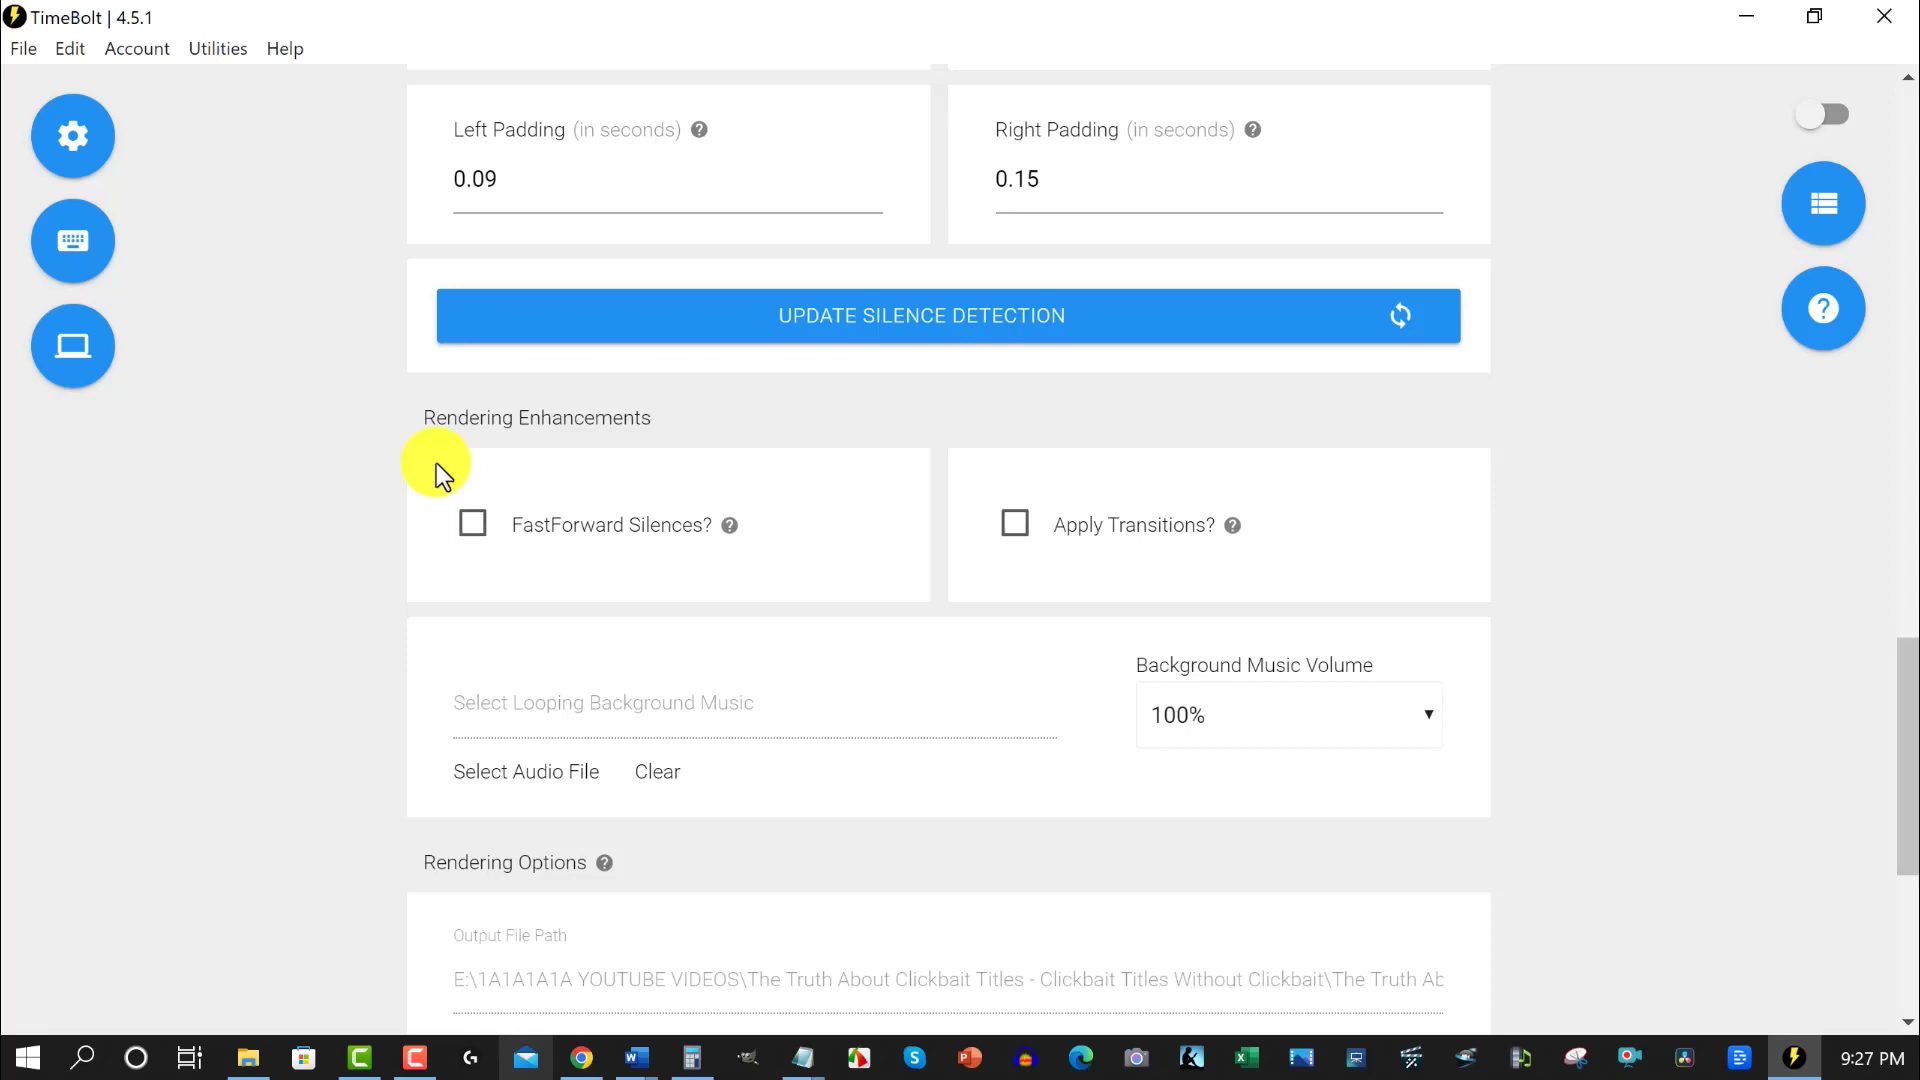 TimeBolt | 4.5.1
File Edit Account Utilities Help
Left Padding (in seconds)
0.09
Right Padding (in seconds)
0.15
UPDATE SILENCE DETECTION
Rendering Enhancements
FastForward Silences?
Apply Transitions?
Select Looping Background Music
Select Audio File Clear
Background Music Volume
100%
Rendering Options
Output File Path
E:\1A1A1A1A YOUTUBE VIDEOS\The Truth About Clickbait Titles - Clickbait Titles Without Clickbait\The Truth Ab
9:27 PM